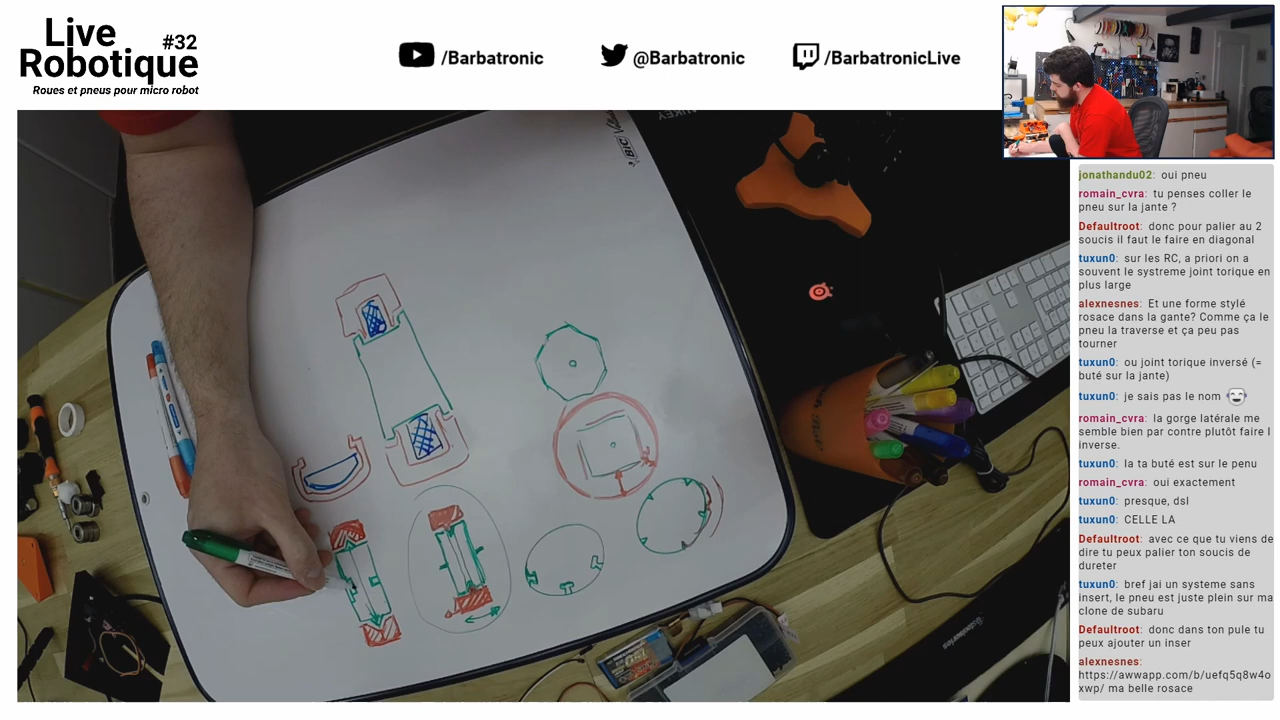 Live
Robotique
#32
Roues et pneus pour micro robot
/Barbatronic
@Barbatronic
/BarbatronicLive
BIC
jonathandu02: oui pneu
romain_cvra: tu penses coller le
pneu sur la jante ?
Defaultroot: donc pour palier au 2
soucis il faut le faire en diagonal
tuxun0: sur les RC, a priori on a
souvent le systreme joint torique en
plus large
alexnesnes: Et une forme stylé
rosace dans la gante? Comme ça le
pneu la traverse et ça peu pas
tourner
tuxun0: ou joint torique inversé (=
buté sur la jante)
tuxun0: je sais pas le nom
romain_cvra: la gorge latérale me
semble bien par contre plutôt faire l
inverse.
tuxun0: la ta buté est sur le penu
romain_cvra: oui exactement
tuxun0: presque, dsl
tuxun0: CELLE LA
Defaultroot: avec ce que tu viens de
dire tu peux palier ton soucis de
dureter
tuxun0: bref jai un systeme sans
insert, le pneu est juste plein sur ma
clone de subaru
Defaultroot: donc dans ton pule tu
peux ajouter un inser
alexnesnes:
https://awwapp.com/b/uefq5q8w4o
xwp/ ma belle rosace